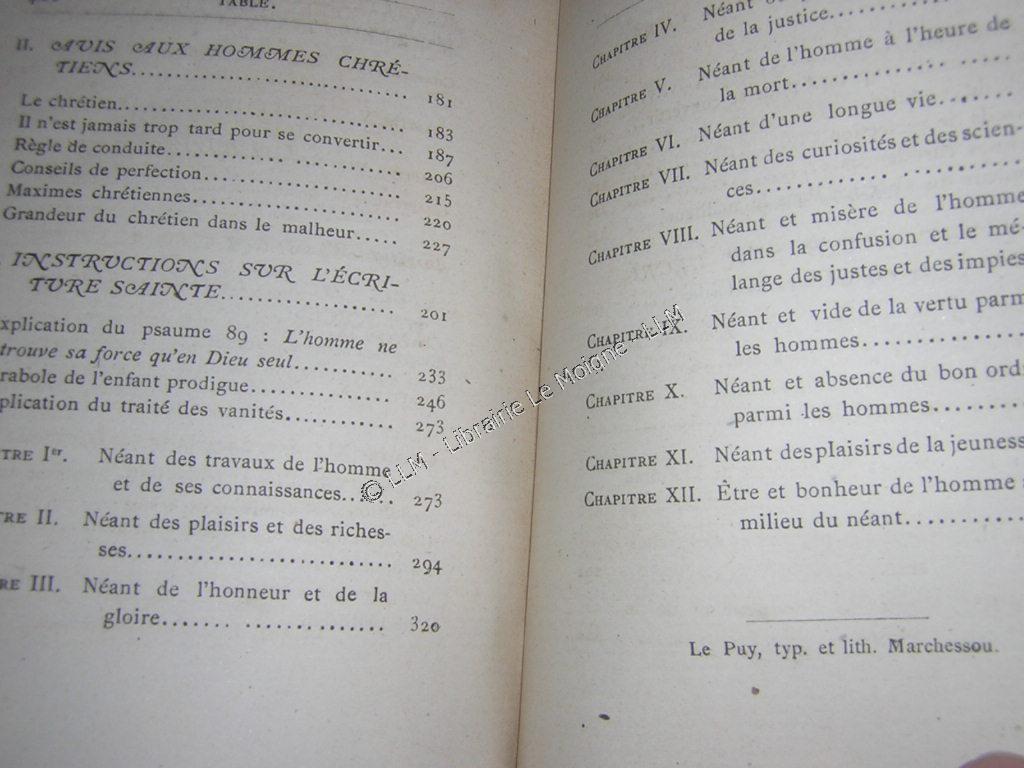 TABLE.
II. AVIS AUX HOMMES CHRÉ-
TIENS.................................. 181
Le chrétien.................................. 183
Il n'est jamais trop tard pour se convertir... 187
Règle de conduite............. ............. 206
Conseils de perfection...................... 215
Maximes chrétiennes....................... 220
Grandeur du chrétien dans le malheur..... 227
INSTRUCTIONS SUR L'ÉCRI-
TURE SAINTE...................... 201
xplication du psaume 89 : L'homme ne
trouve sa force qu'en Dieu seul........... 233
rabole de l'enfant prodigue............... 246
plication du traité des vanités............ 273
TRE Ier. Néant des travaux de l'homme
et de ses connaissances...... 273
TRE II. Néant des plaisirs et des riches-
ses........................... 294
RE III. Néant de l'honneur et de la
gloire....... ............... 320
CHAPITRE IV. Néant
de la justice.............
CHAPITRE V. Néant de l'homme à l'heure de
la mort.............. .....
CHAPITRE VI. Néant d'une longue vie.......
CHAPITRE VII. Néant des curiosités et des scien-
ces............. ............
CHAPITRE VIII. Néant et misère de l'homme
dans la confusion et le mé-
lange des justes et des impies
CHAPITRE IX. Néant et vide de la vertu parm
les hommes................
CHAPITRE X. Néant et absence du bon ord
parmi les hommes..........
CHAPITRE XI. Néant des plaisirs de la jeuness
CHAPITRE XII. Être et bonheur de l'homme
milieu du néant............
Le Puy, typ. et lith. Marchessou.
© LLM - Librairie Le Moigne - LLM